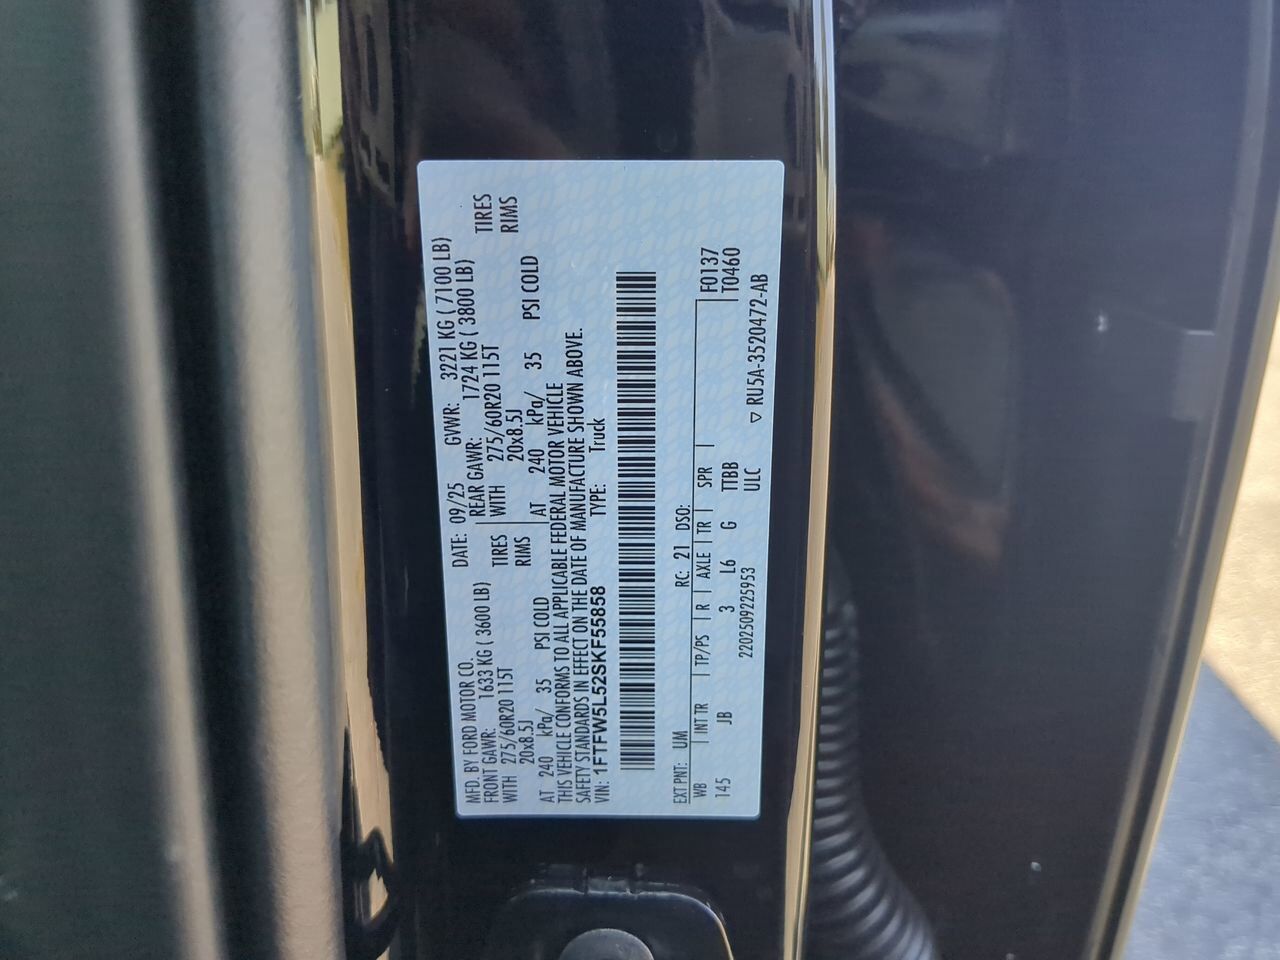 MFD. BY FORD MOTOR CO.
DATE: 09/25 GVWR: 3221 KG ( 7100 LB)
FRONT GAWR: 1633 KG ( 3600 LB) REAR GAWR: 1724 KG ( 3800 LB)
WITH 275/60R20 115T TIRES WITH 275/60R20 115T TIRES
20x8.5J RIMS 20x8.5J RIMS
AT 240 kPa/ 35 PSI COLD AT 240 kPa/ 35 PSI COLD
THIS VEHICLE CONFORMS TO ALL APPLICABLE FEDERAL MOTOR VEHICLE
SAFETY STANDARDS IN EFFECT ON THE DATE OF MANUFACTURE SHOWN ABOVE.
VIN: 1FTFW5L52SKF55858 TYPE: Truck
EXT PNT: UM RC: 21 DSO: F0137
WB INT TR TP/PS R AXLE TR SPR T0460
145 JB 3 L6 G TTBB
2202509225953 ULC ▽ RU5A-3520472-AB